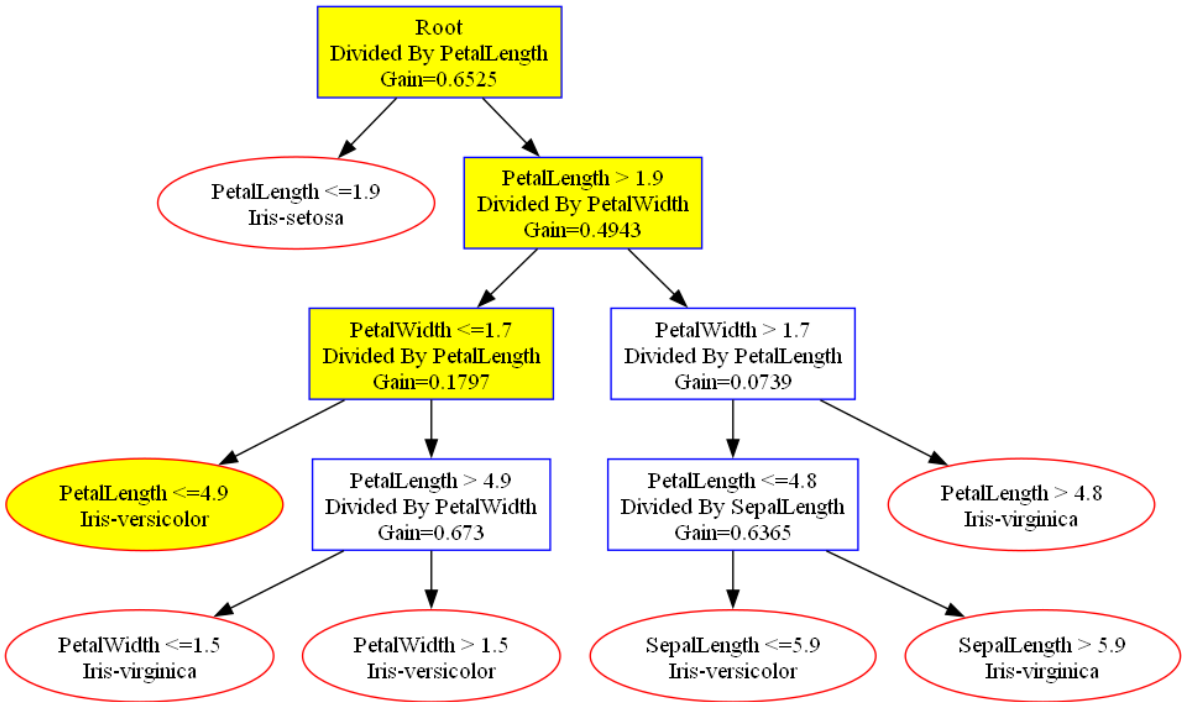 Root
Divided By PetalLength
Gain=0.6525
PetalLength <=1.9
Iris-setosa
PetalLength > 1.9
Divided By PetalWidth
Gain=0.4943
PetalWidth <=1.7
Divided By PetalLength
Gain=0.1797
PetalWidth > 1.7
Divided By PetalLength
Gain=0.0739
PetalLength <=4.9
Iris-versicolor
PetalLength > 4.9
Divided By PetalWidth
Gain=0.673
PetalLength <=4.8
Divided By SepalLength
Gain=0.6365
PetalLength > 4.8
Iris-virginica
PetalWidth <=1.5
Iris-virginica
PetalWidth > 1.5
Iris-versicolor
SepalLength <=5.9
Iris-versicolor
SepalLength > 5.9
Iris-virginica